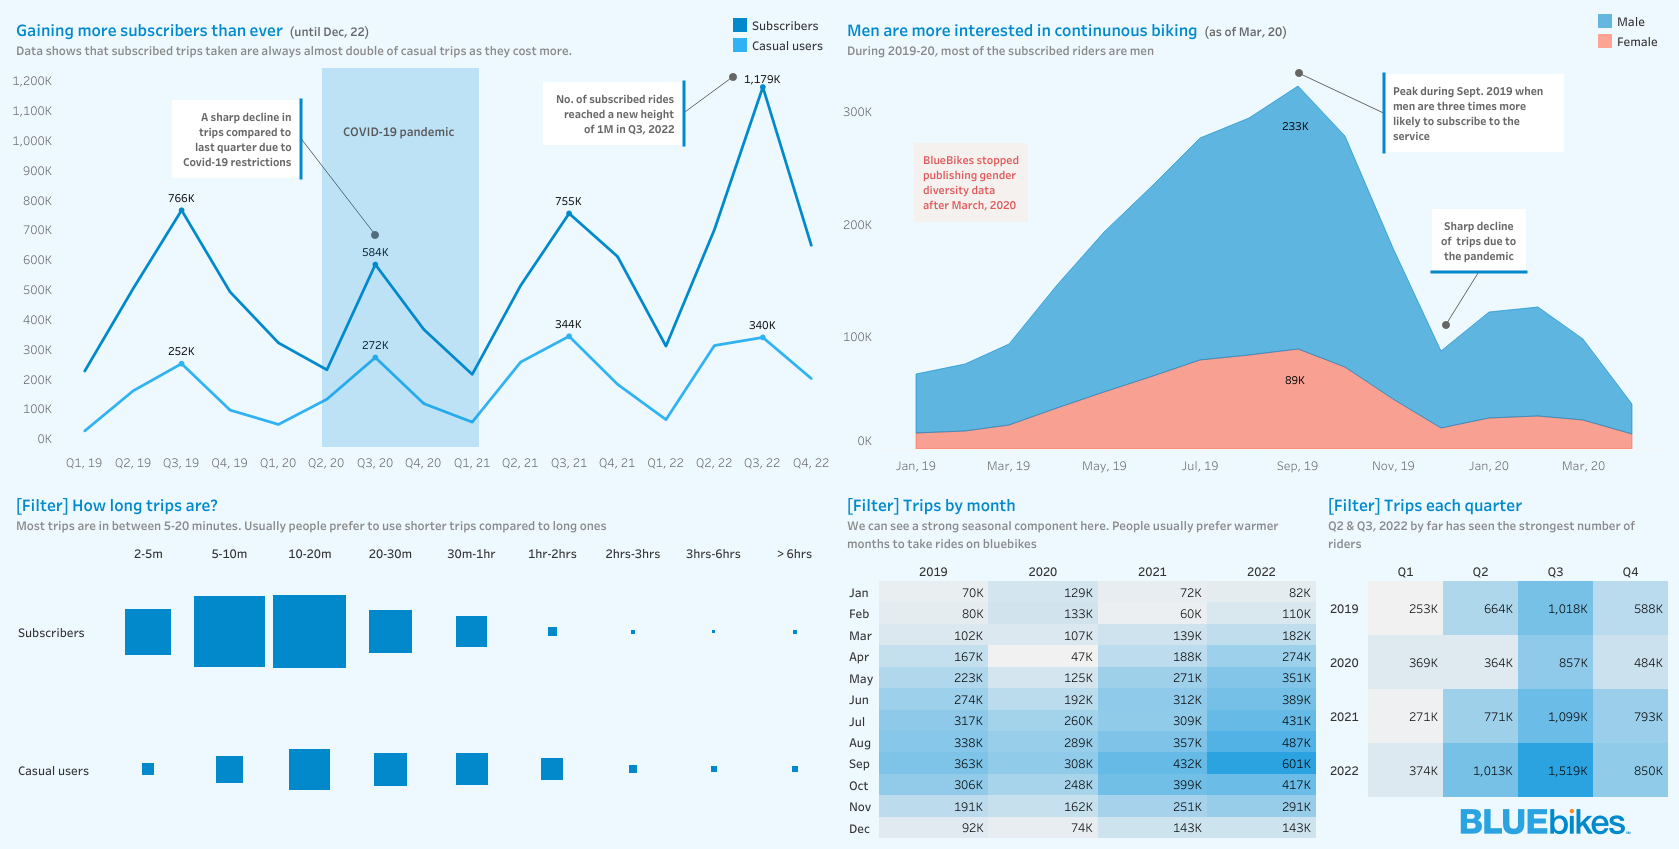 Gaining more subscribers than ever (until Dec, 22)
Data shows that subscribed trips taken are always almost double of casual trips as they cost more.
Subscribers
Casual users
1,200K
1,100K
1,000K
900K
800K
700K
600K
500K
400K
300K
200K
100K
0K
A sharp decline in
trips compared to
last quarter due to
Covid-19 restrictions
COVID-19 pandemic
No. of subscribed rides
reached a new height
of 1M in Q3, 2022
1,179K
766K
584K
755K
252K
272K
344K
340K
Q1, 19 Q2, 19 Q3, 19 Q4, 19 Q1, 20 Q2, 20 Q3, 20 Q4, 20 Q1, 21 Q2, 21 Q3, 21 Q4, 21 Q1, 22 Q2, 22 Q3, 22 Q4, 22
Men are more interested in continunous biking (as of Mar, 20)
During 2019-20, most of the subscribed riders are men
Male
Female
300K
200K
100K
0K
BlueBikes stopped
publishing gender
diversity data
after March, 2020
233K
89K
Peak during Sept. 2019 when
men are three times more
likely to subscribe to the
service
Sharp decline
of trips due to
the pandemic
Jan, 19 Mar, 19 May, 19 Jul, 19 Sep, 19 Nov, 19 Jan, 20 Mar, 20
[Filter] How long trips are?
Most trips are in between 5-20 minutes. Usually people prefer to use shorter trips compared to long ones
2-5m 5-10m 10-20m 20-30m 30m-1hr 1hr-2hrs 2hrs-3hrs 3hrs-6hrs > 6hrs
Subscribers
Casual users
[Filter] Trips by month
We can see a strong seasonal component here. People usually prefer warmer
months to take rides on bluebikes
2019 2020 2021 2022
Jan 70K 129K 72K 82K
Feb 80K 133K 60K 110K
Mar 102K 107K 139K 182K
Apr 167K 47K 188K 274K
May 223K 125K 271K 351K
Jun 274K 192K 312K 389K
Jul 317K 260K 309K 431K
Aug 338K 289K 357K 487K
Sep 363K 308K 432K 601K
Oct 306K 248K 399K 417K
Nov 191K 162K 251K 291K
Dec 92K 74K 143K 143K
[Filter] Trips each quarter
Q2 & Q3, 2022 by far has seen the strongest number of
riders
Q1 Q2 Q3 Q4
2019 253K 664K 1,018K 588K
2020 369K 364K 857K 484K
2021 271K 771K 1,099K 793K
2022 374K 1,013K 1,519K 850K
BLUEbikes